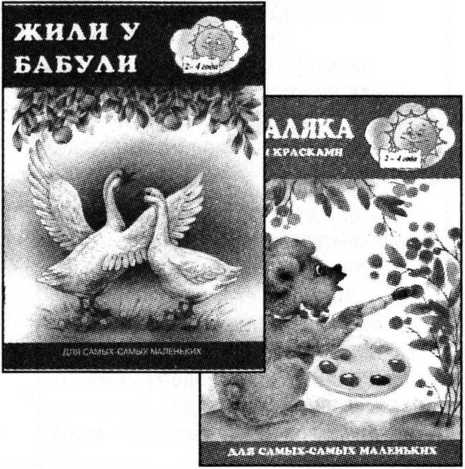 ЖИЛИ У
БАБУЛИ
2–4 года
ДЛЯ САМЫХ-САМЫХ МАЛЕНЬКИХ
АЛЯКА
И КРАСКАМИ
2–4 года
ДЛЯ САМЫХ-САМЫХ МАЛЕНЬКИХ